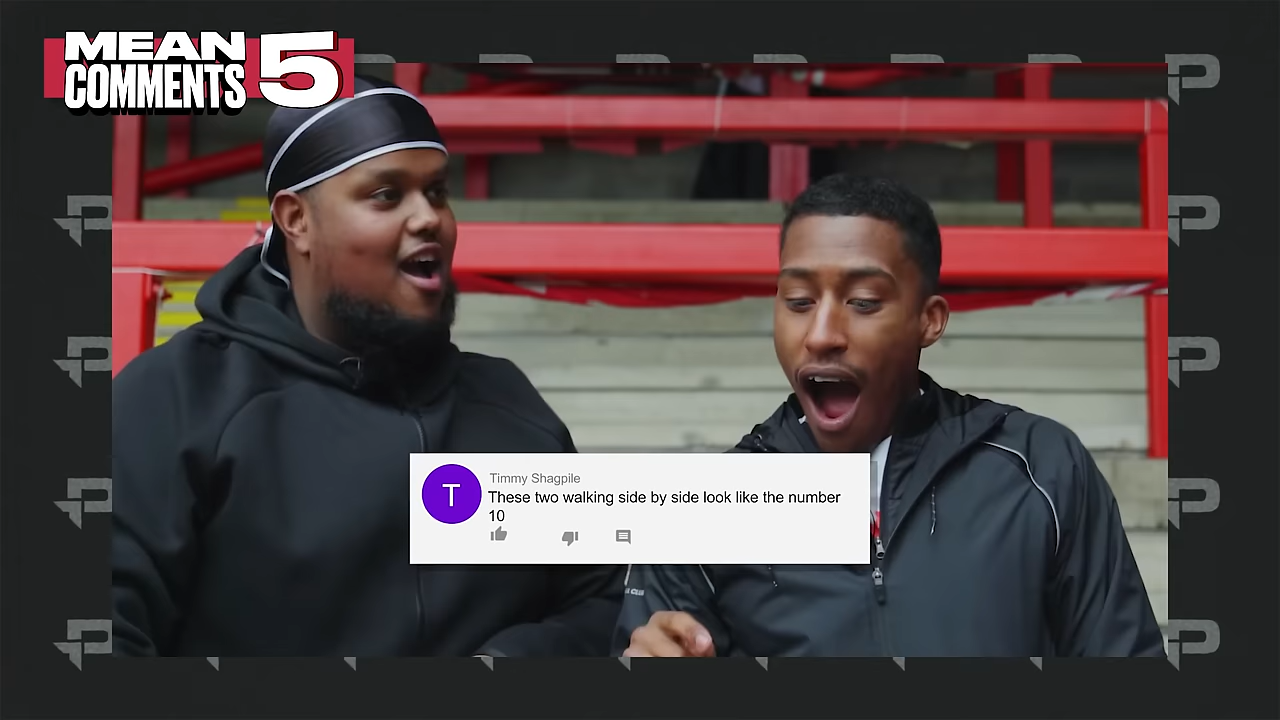 MEAN
COMMENTS
5
T
Timmy Shagpile
These two walking side by side look like the number
10